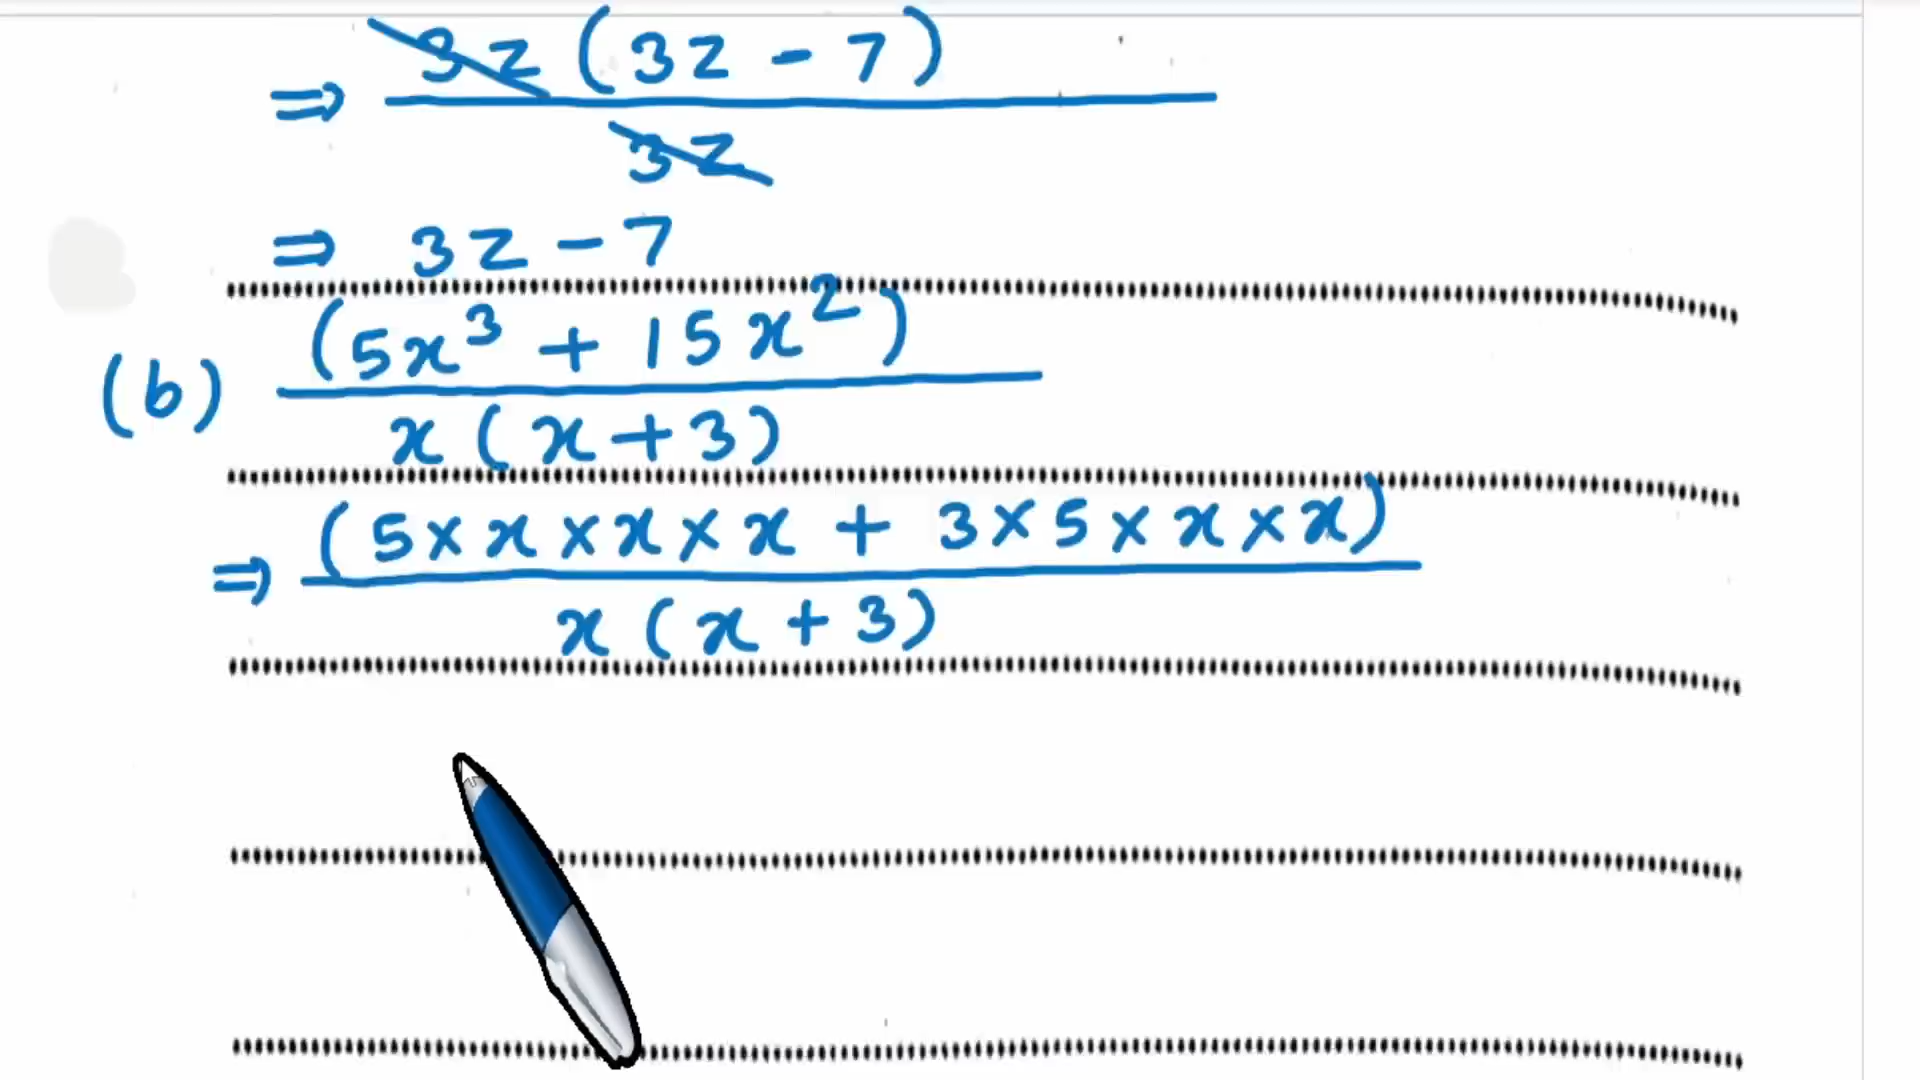 ⇒ 3z (3z - 7)
3z
⇒ 3z - 7
(b) (5x³ + 15x²)
x (x + 3)
⇒ (5 × x × x × x + 3 × 5 × x × x)
x (x + 3)